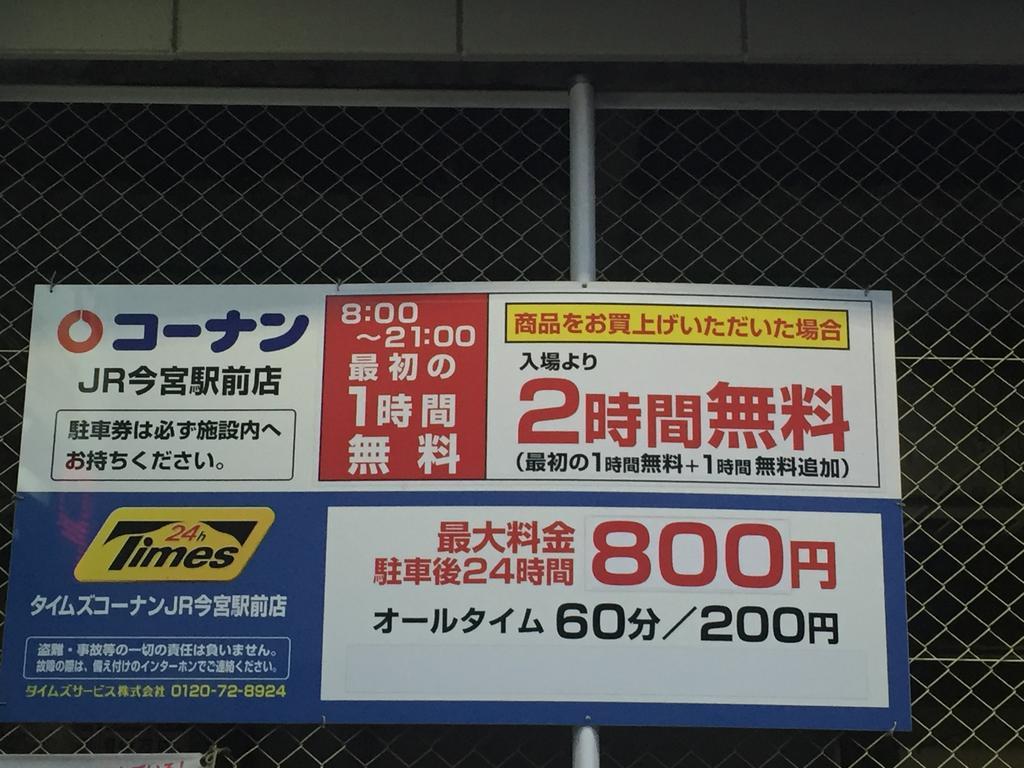 コーナン
JR今宮駅前店
駐車券は必ず施設内へ
お持ちください。
8:00
～21:00
最初の
1時間
無料
商品をお買上げいただいた場合
入場より
2時間無料
(最初の1時間無料+1時間無料追加)
24h
Times
タイムズコーナンJR今宮駅前店
盗難・事故等の一切の責任は負いません。
故障の際は、備え付けのインターホンでご連絡ください。
タイムズサービス株式会社 0120-72-8924
最大料金
駐車後24時間 800円
オールタイム 60分／200円